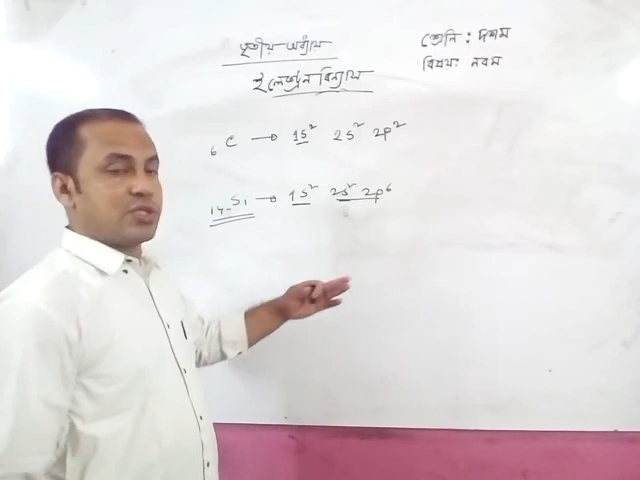 তৃতীয় অধ্যায়
ইলেকট্রন বিন্যাস
শ্রেনি : দশম
বিষয়: নবম
₆C → 1S² 2S² 2P²
₁₄Si → 1S² 2S² 2P⁶